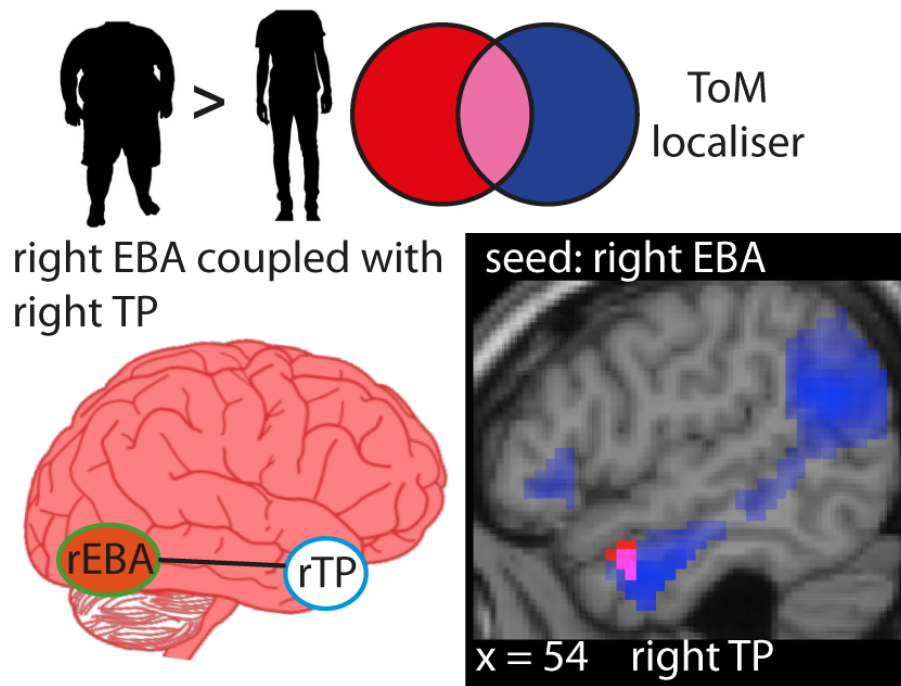 >
ToM
localiser
right EBA coupled with
right TP
seed: right EBA
rEBA
rTP
x = 54 right TP